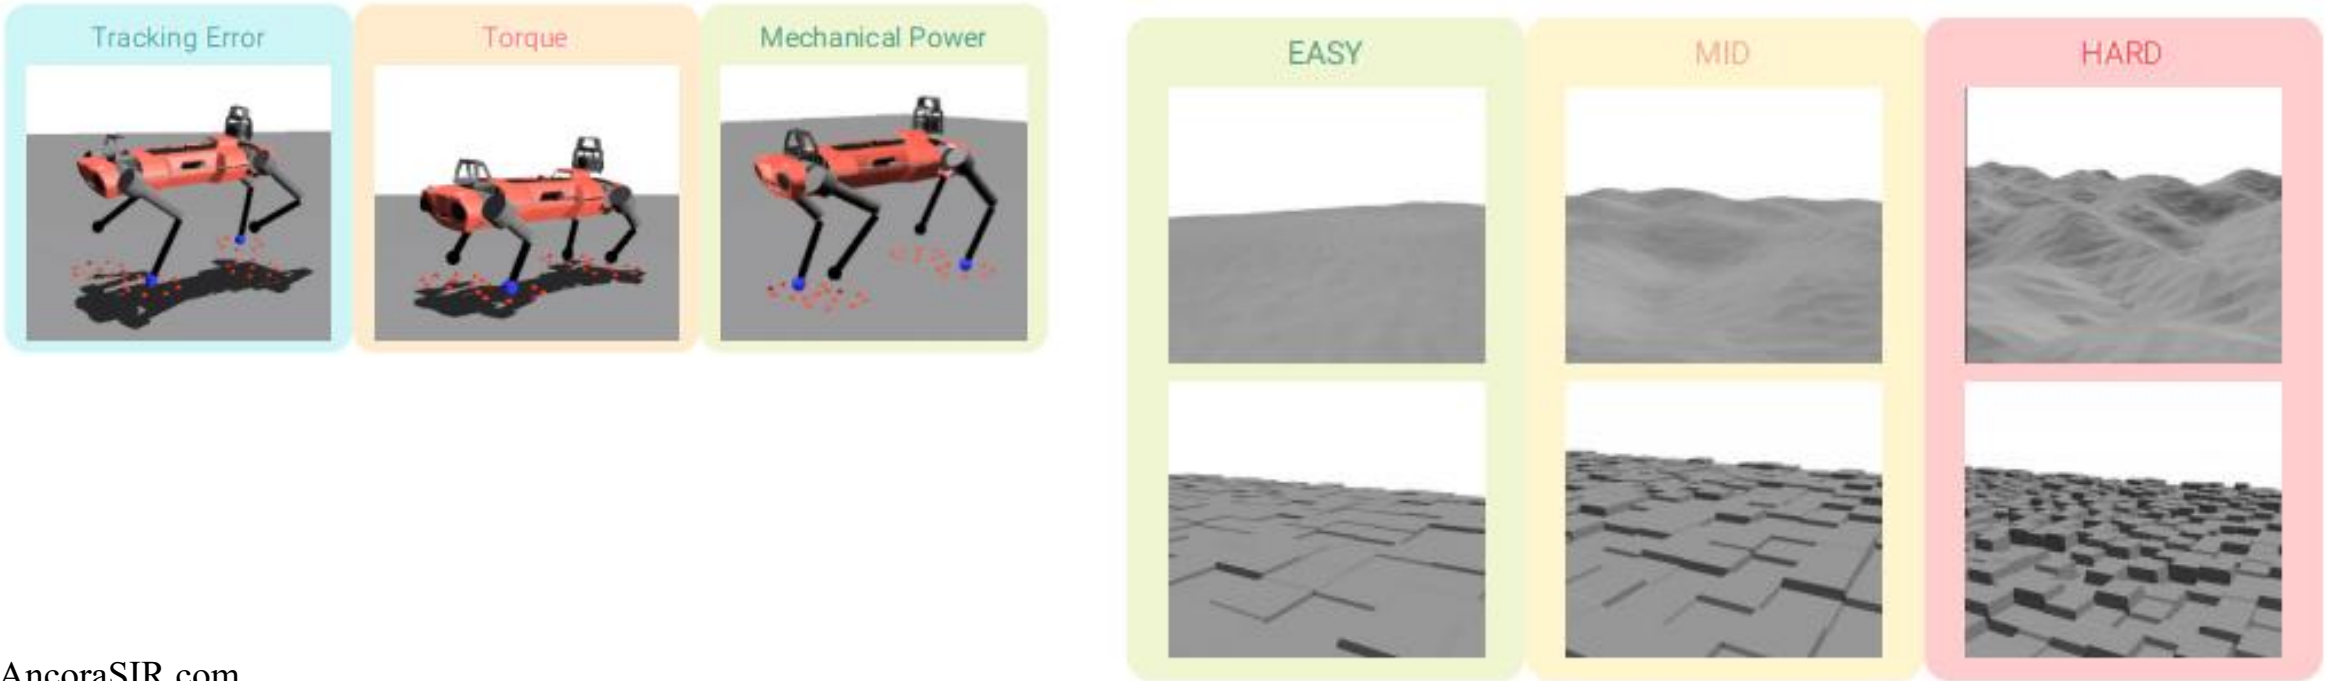 Tracking Error
Torque
Mechanical Power
EASY
MID
HARD
AncoraSIR.com